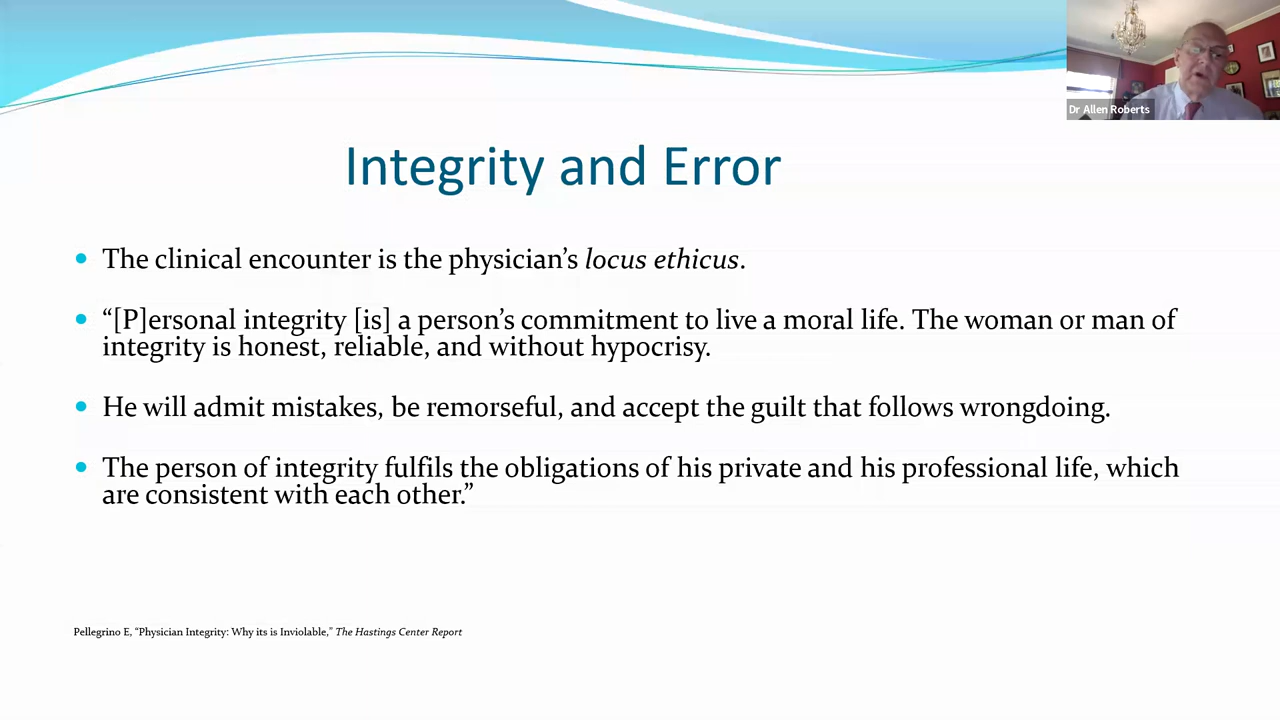 Dr Allen Roberts
Integrity and Error
• The clinical encounter is the physician’s locus ethicus.
• “[P]ersonal integrity [is] a person’s commitment to live a moral life. The woman or man of
integrity is honest, reliable, and without hypocrisy.
• He will admit mistakes, be remorseful, and accept the guilt that follows wrongdoing.
• The person of integrity fulfils the obligations of his private and his professional life, which
are consistent with each other.”
Pellegrino E, “Physician Integrity: Why its is Inviolable,” The Hastings Center Report